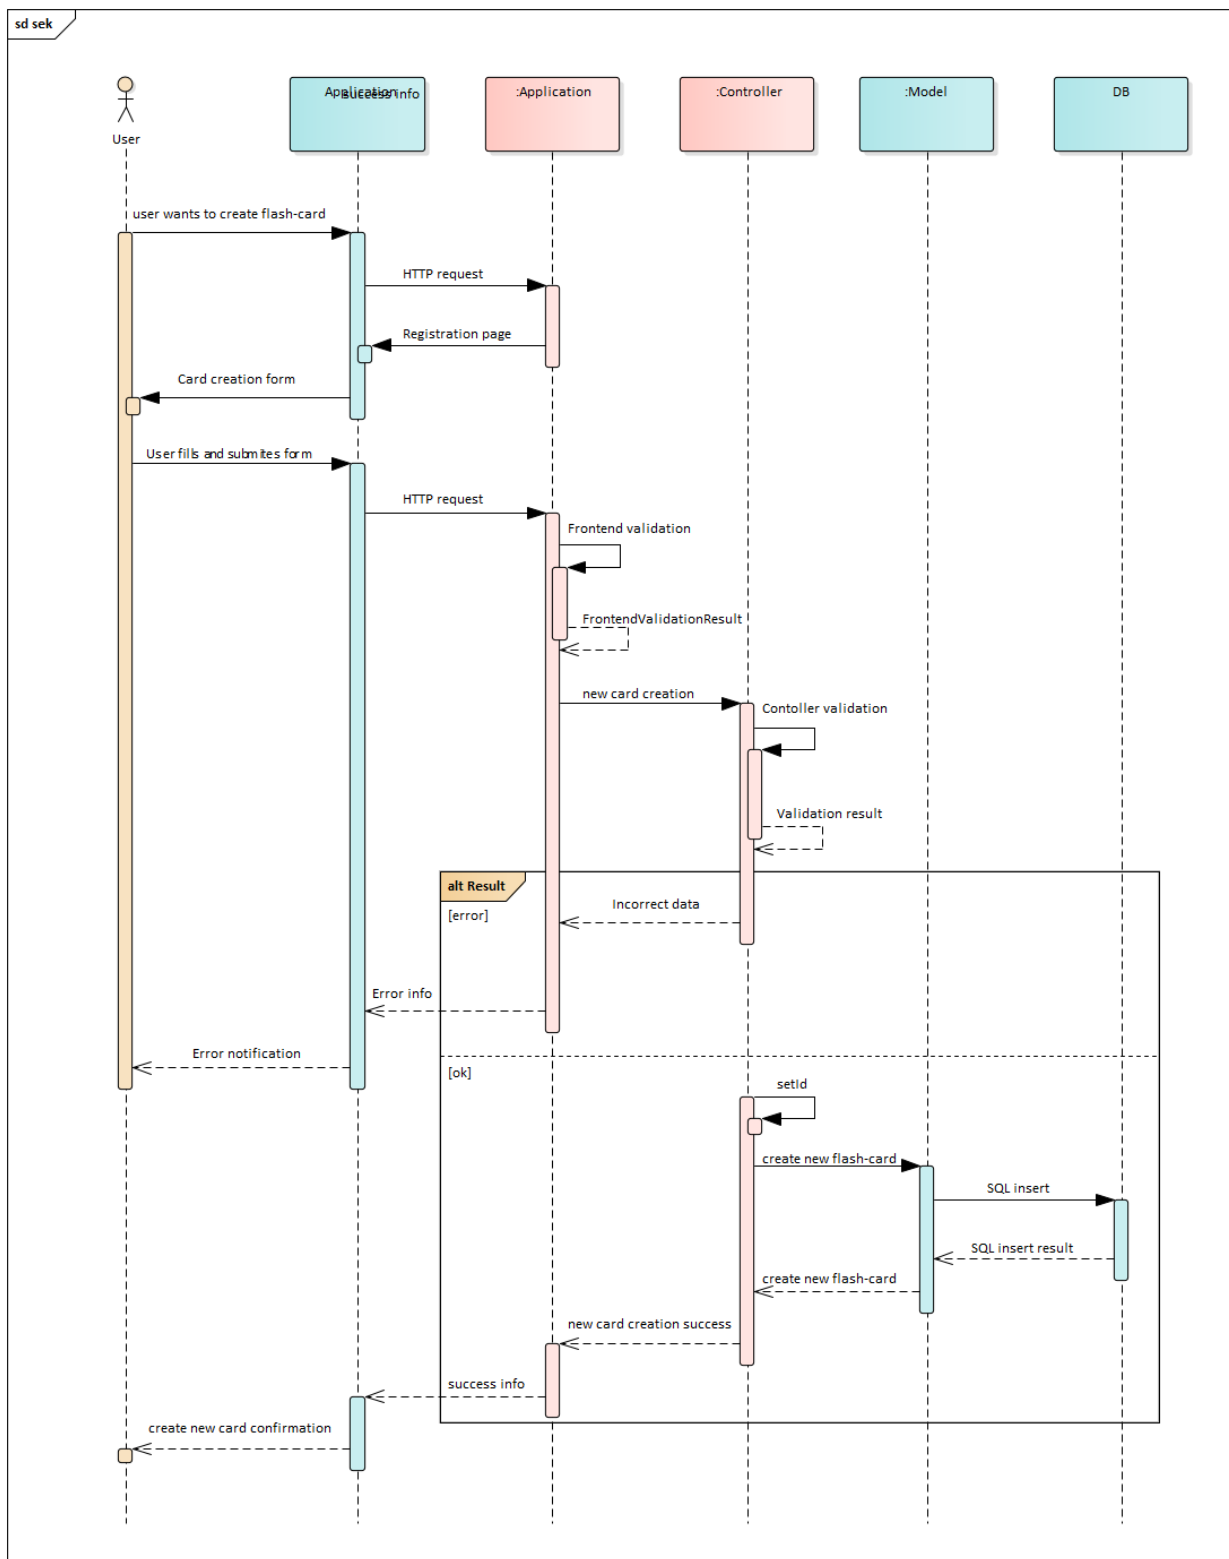 sd sek
Application
success info
:Application
:Controller
:Model
DB
User
user wants to create flash-card
HTTP request
Registration page
Card creation form
User fills and submites form
HTTP request
Frontend validation
FrontendValidationResult
new card creation
Contoller validation
Validation result
alt Result
Incorrect data
[error]
Error info
Error notification
[ok]
setId
create new flash-card
SQL insert
SQL insert result
create new flash-card
new card creation success
success info
create new card confirmation